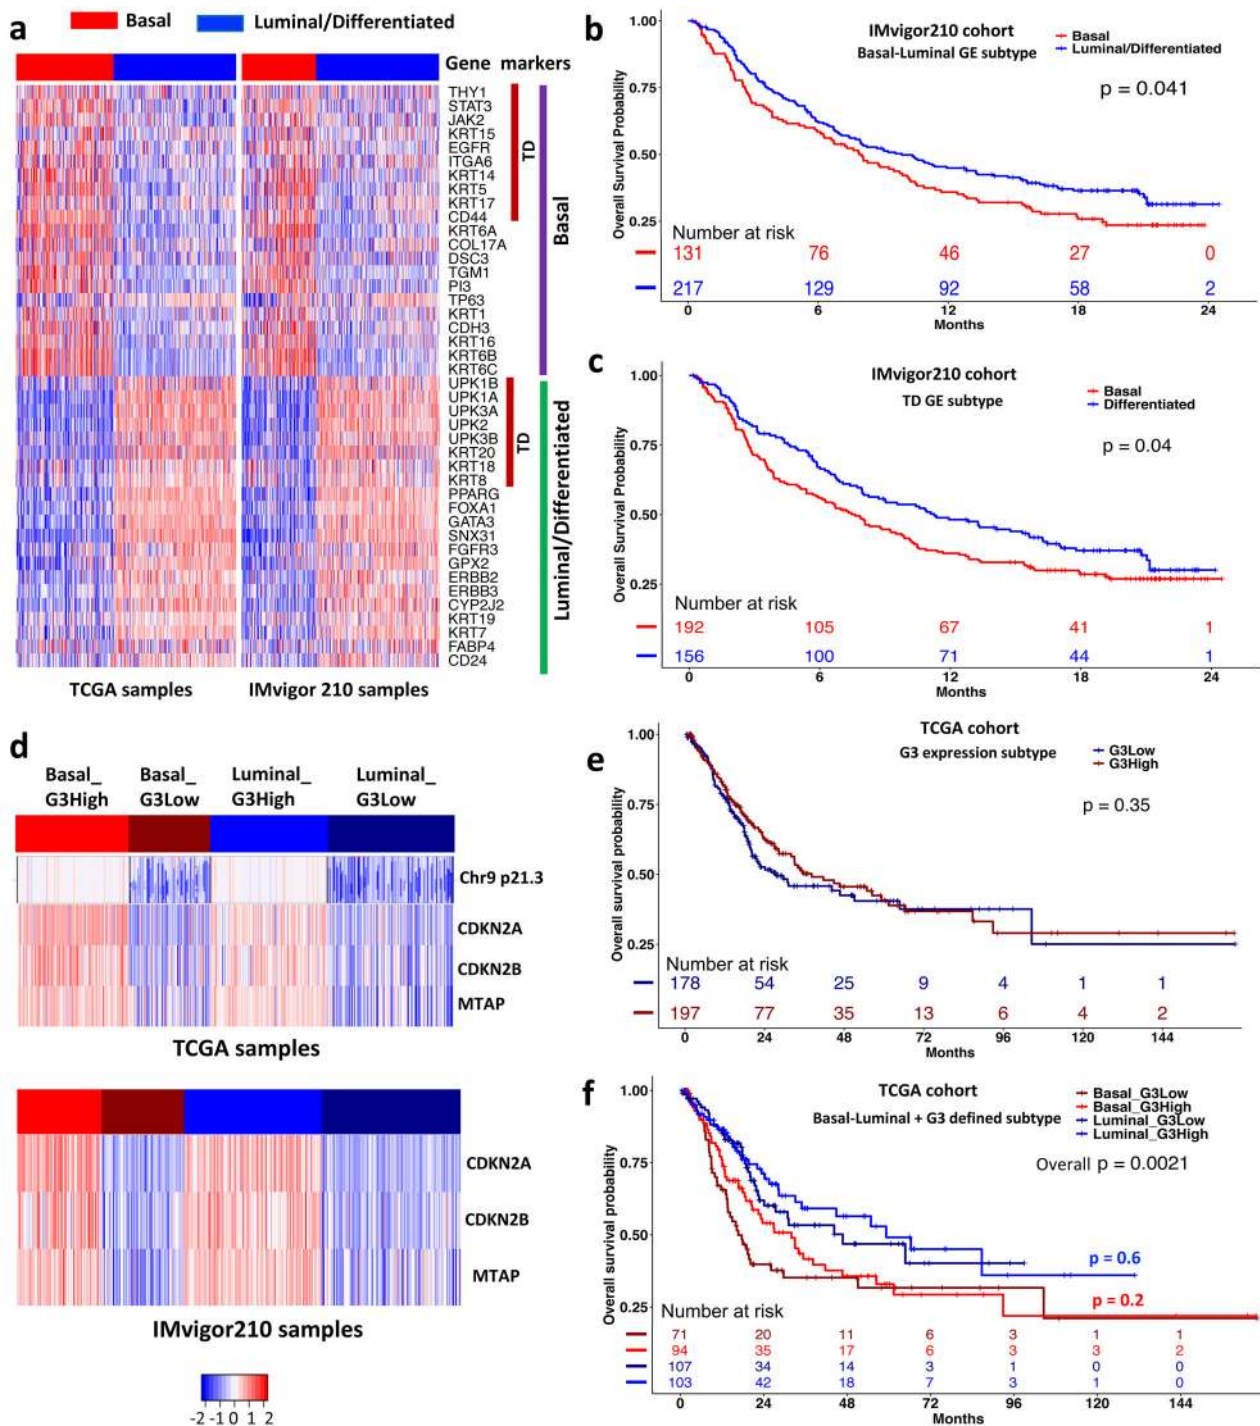 a
Basal
Luminal/Differentiated
Gene markers
THY1
STAT3
JAK2
KRT15
EGFR
ITGA6
KRT14
KRT5
KRT17
CD44
KRT6A
COL17A
DSC3
TGM1
PI3
TP63
KRT1
CDH3
KRT16
KRT6B
KRT6C
UPK1B
UPK1A
UPK3A
UPK2
UPK3B
KRT20
KRT18
KRT8
PPARG
FOXA1
GATA3
SNX31
FGFR3
GPX2
ERBB2
ERBB3
CYP2J2
KRT19
KRT7
FABP4
CD24
TD
Basal
TD
Luminal/Differentiated
TCGA samples
IMvigor 210 samples
b
IMvigor210 cohort
Basal-Luminal GE subtype
Basal
Luminal/Differentiated
p = 0.041
Overall Survival Probability
1.00
0.75
0.50
0.25
Number at risk
131 76 46 27 0
217 129 92 58 2
0 6 12 18 24
Months
c
IMvigor210 cohort
TD GE subtype
Basal
Differentiated
p = 0.04
Overall Survival Probability
1.00
0.75
0.50
0.25
Number at risk
192 105 67 41 1
156 100 71 44 1
0 6 12 18 24
Months
d
Basal_ G3High
Basal_ G3Low
Luminal_ G3High
Luminal_ G3Low
Chr9 p21.3
CDKN2A
CDKN2B
MTAP
TCGA samples
CDKN2A
CDKN2B
MTAP
IMvigor210 samples
-2 -1 0 1 2
e
TCGA cohort
G3 expression subtype
G3Low
G3High
p = 0.35
Overall survival probability
1.00
0.75
0.50
0.25
Number at risk
178 54 25 9 4 1 1
197 77 35 13 6 4 2
0 24 48 72 96 120 144
Months
f
TCGA cohort
Basal-Luminal + G3 defined subtype
Basal_G3Low
Basal_G3High
Luminal_G3Low
Luminal_G3High
Overall p = 0.0021
p = 0.6
p = 0.2
Overall survival probability
1.00
0.75
0.50
0.25
Number at risk
71 20 11 6 3 1 1
94 35 17 6 3 3 2
107 34 14 3 1 0 0
103 42 18 7 3 1 0
0 24 48 72 96 120 144
Months